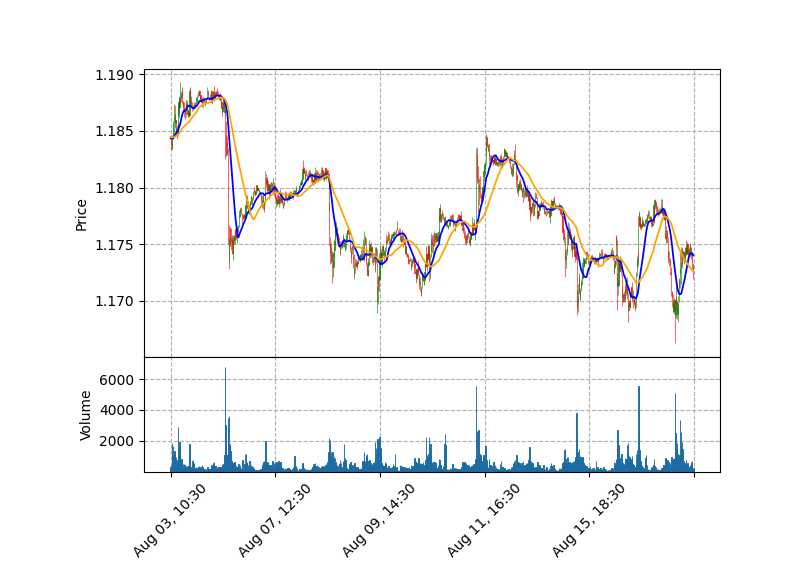 1.190
1.185
1.180
1.175
1.170
Price
6000
4000
2000
Volume
Aug 03, 10:30
Aug 07, 12:30
Aug 09, 14:30
Aug 11, 16:30
Aug 15, 18:30